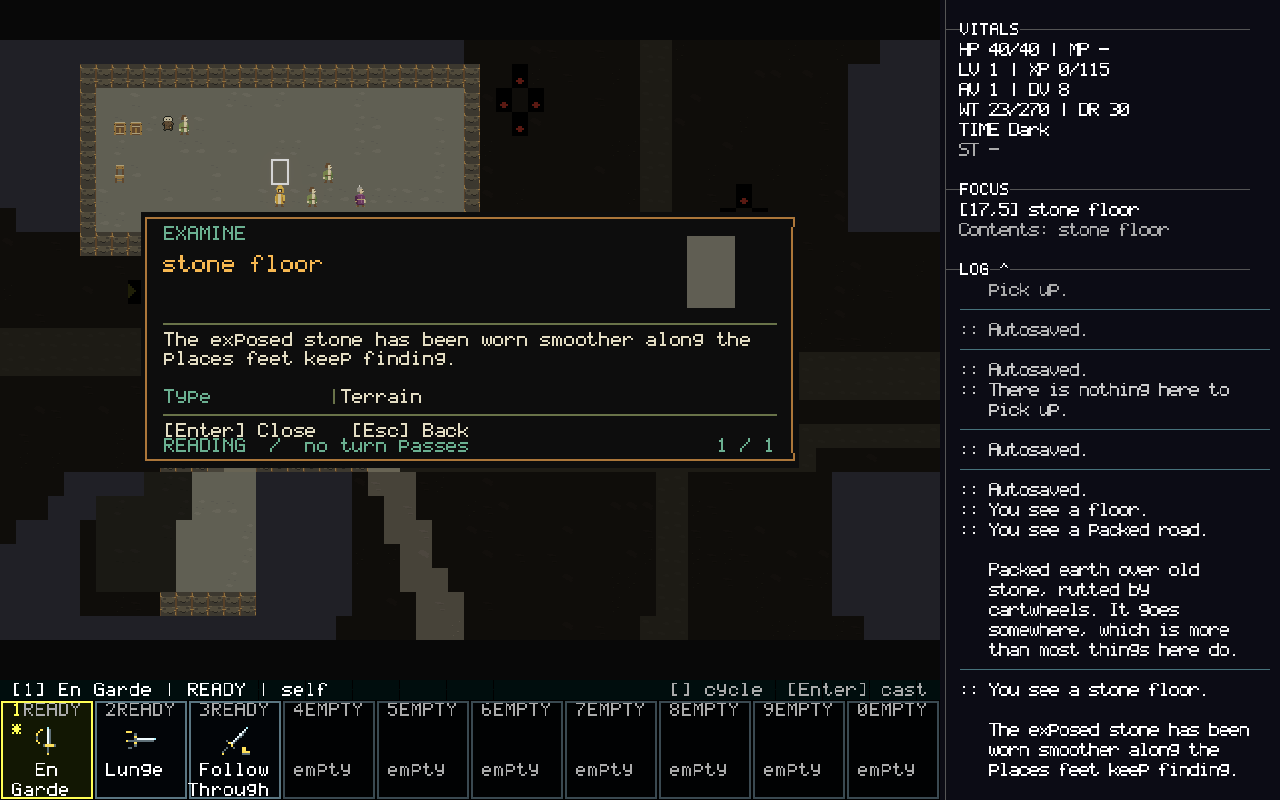 VITALS
HP 40/40 | MP -
LV 1 | XP 0/115
AV 1 | DV 8
WT 23/270 | DR 30
TIME Dark
ST -
FOCUS
[17,5] stone floor
Contents: stone floor
LOG ^
Pick up.
:: Autosaved.
:: Autosaved.
:: There is nothing here to
Pick up.
:: Autosaved.
:: Autosaved.
:: You see a floor.
:: You see a Packed road.
Packed earth over old
stone, rutted by
cartwheels. It goes
somewhere, which is more
than most things here do.
:: You see a stone floor.
The exposed stone has been
worn smoother along the
Places feet keep finding.
EXAMINE
stone floor
The exposed stone has been worn smoother along the
Places feet keep finding.
Type | Terrain
[Enter] Close [Esc] Back
READING / no turn Passes 1 / 1
[1] En Garde | READY | self [] cycle [Enter] cast
1READY 2READY 3READY 4EMPTY 5EMPTY 6EMPTY 7EMPTY 8EMPTY 9EMPTY 0EMPTY
*
En Lunge Follow empty empty empty empty empty empty empty
Garde Through